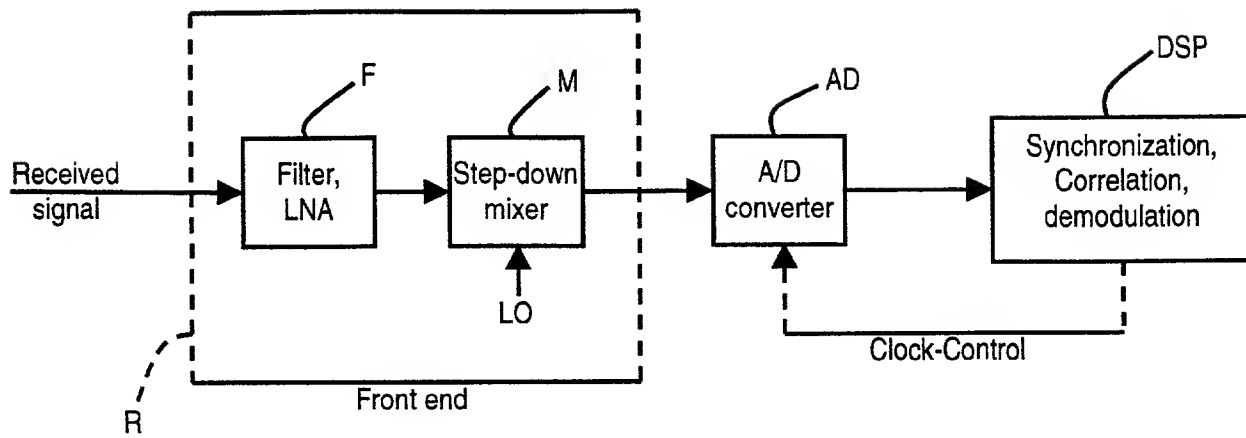 F
M
AD
DSP
Received
signal
Filter,
LNA
Step-down
mixer
A/D
converter
Synchronization,
Correlation,
demodulation
LO
Clock-Control
Front end
R